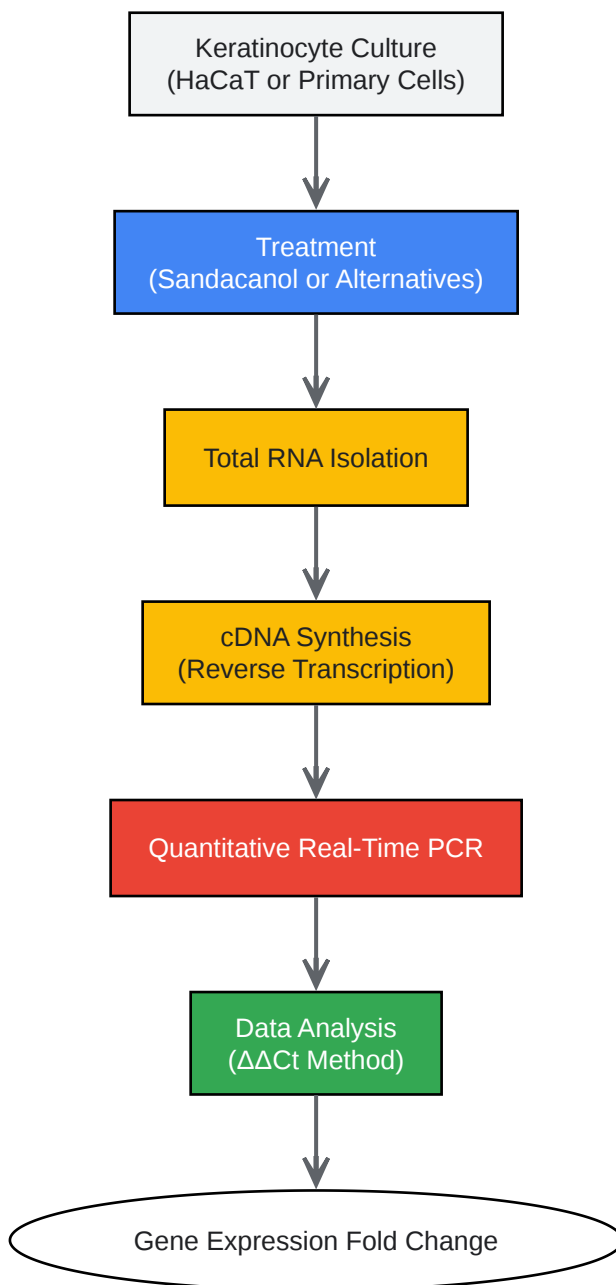 Keratinocyte Culture
(HaCaT or Primary Cells)
Treatment
(Sandacanol or Alternatives)
Total RNA Isolation
cDNA Synthesis
(Reverse Transcription)
Quantitative Real-Time PCR
Data Analysis
(ΔΔCt Method)
Gene Expression Fold Change